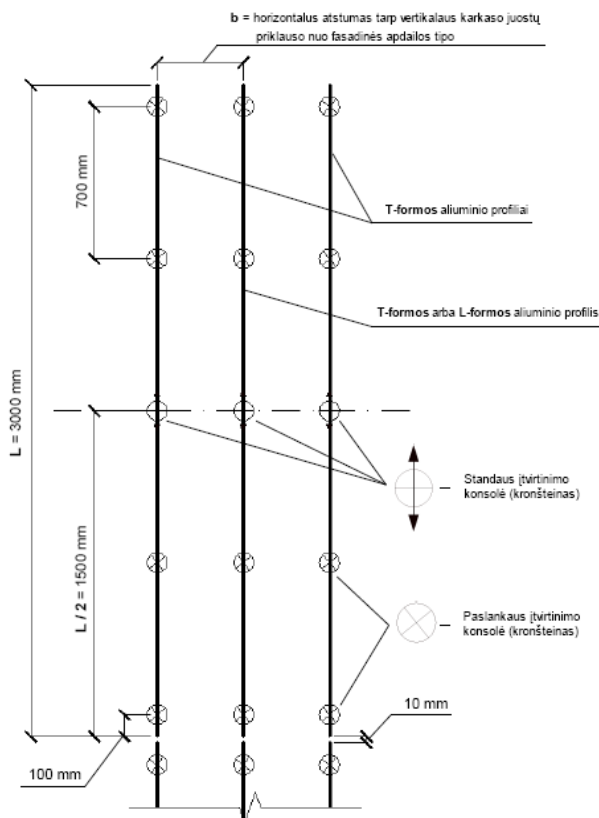 b = horizontalus atstumas tarp vertikalaus karkaso juostų
priklauso nuo fasadinės apdailos tipo
700 mm
T-formos aliuminio profiliai
T-formos arba L-formos aliuminio profilis
L = 3000 mm
Standaus įtvirtinimo
konsolė (kronšteinas)
L / 2 = 1500 mm
Paslankaus įtvirtinimo
konsolė (kronšteinas)
10 mm
100 mm